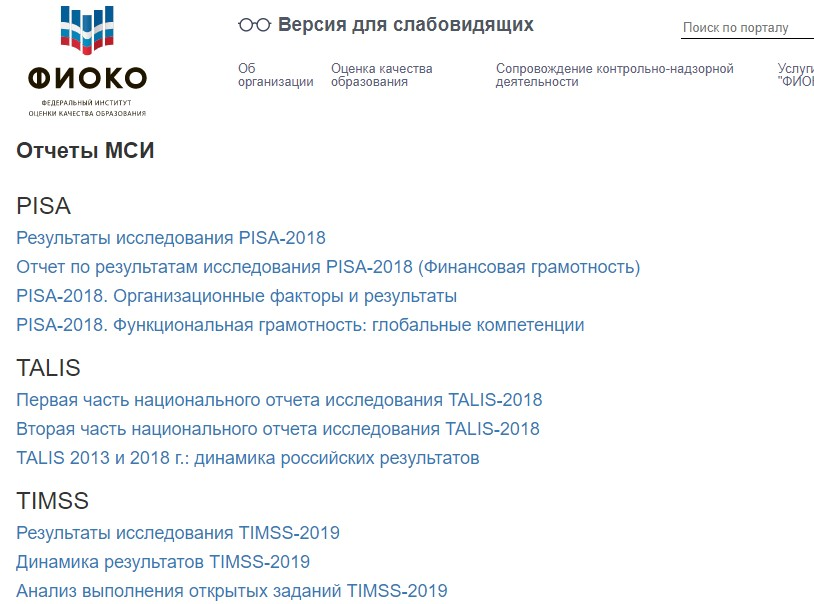 ФИОКО
ФЕДЕРАЛЬНЫЙ ИНСТИТУТ
ОЦЕНКИ КАЧЕСТВА ОБРАЗОВАНИЯ
Версия для слабовидящих
Поиск по порталу
Об
организации
Оценка качества
образования
Сопровождение контрольно-надзорной
деятельности
Услуги
"ФИО
Отчеты МСИ
PISA
Результаты исследования PISA-2018
Отчет по результатам исследования PISA-2018 (Финансовая грамотность)
PISA-2018. Организационные факторы и результаты
PISA-2018. Функциональная грамотность: глобальные компетенции
TALIS
Первая часть национального отчета исследования TALIS-2018
Вторая часть национального отчета исследования TALIS-2018
TALIS 2013 и 2018 г.: динамика российских результатов
TIMSS
Результаты исследования TIMSS-2019
Динамика результатов TIMSS-2019
Анализ выполнения открытых заданий TIMSS-2019